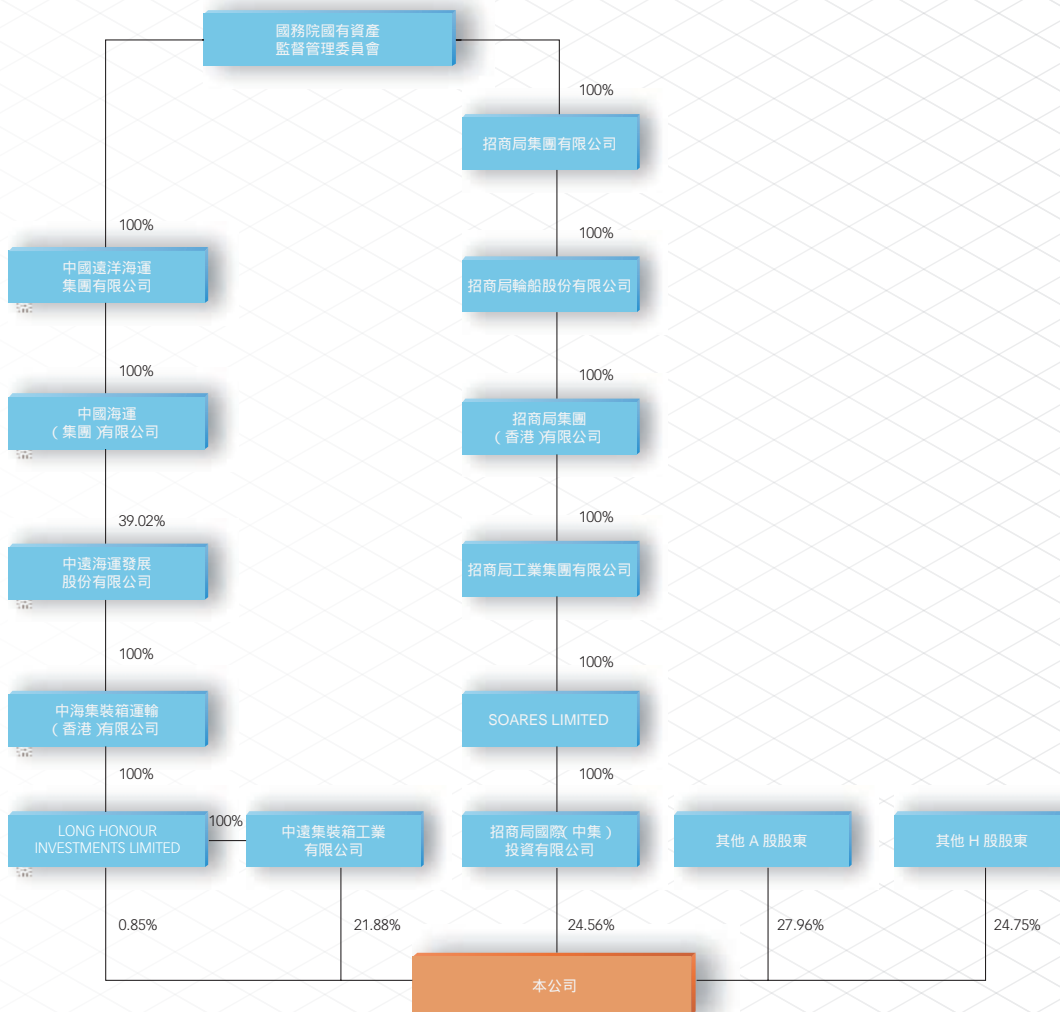 國務院國有資產
監督管理委員會
100%
招商局集團有限公司
100%
100%
中國遠洋海運
集團有限公司
招商局輪船股份有限公司
100%
100%
中國海運
（集團）有限公司
招商局集團
（香港）有限公司
39.02%
100%
中遠海運發展
股份有限公司
招商局工業集團有限公司
100%
100%
中海集裝箱運輸
（香港）有限公司
SOARES LIMITED
100%
100%
LONG HONOUR
INVESTMENTS LIMITED
100%
中遠集裝箱工業
有限公司
招商局國際（中集）
投資有限公司
其他 A 股股東
其他 H 股股東
0.85%
21.88%
24.56%
27.96%
24.75%
本公司